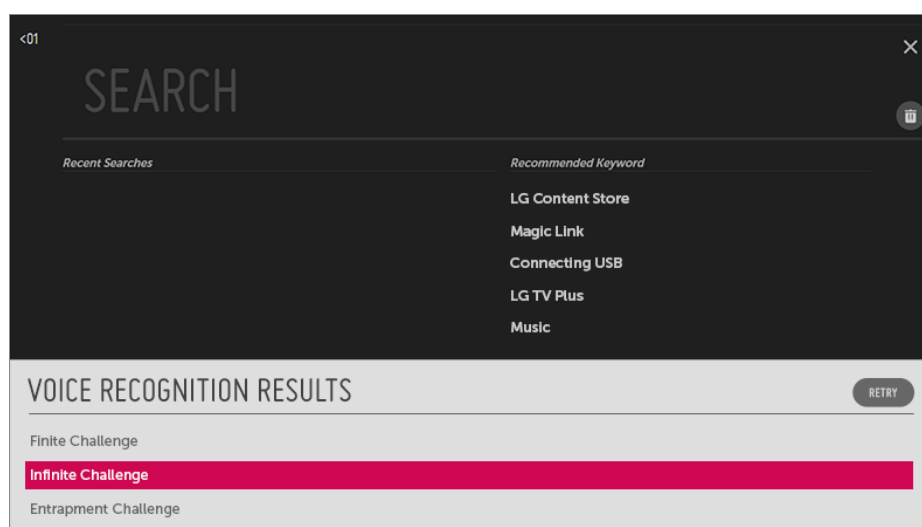 <01
SEARCH
Recent Searches
Recommended Keyword
LG Content Store
Magic Link
Connecting USB
LG TV Plus
Music
VOICE RECOGNITION RESULTS
RETRY
Finite Challenge
Infinite Challenge
Entrapment Challenge